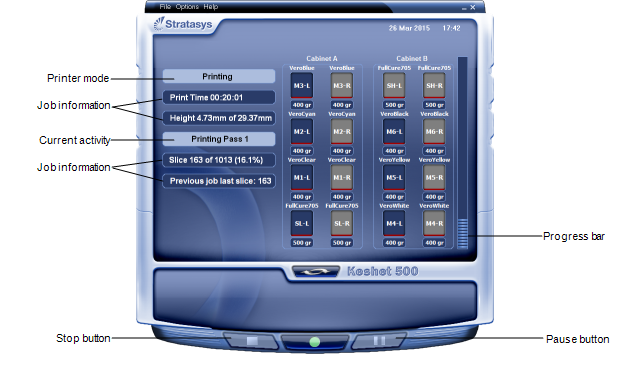 File Options Help
Stratasys
26 Mar 2015 17:42
Cabinet A Cabinet B
VeroBlue VeroBlue FullCure705 FullCure705
Printer mode
Printing
M3-L M3-R SH-L SH-R
Job information
Print Time 00:20:01
400 gr 400 gr 500 gr 500 gr
Height 4.73mm of 29.37mm
VeroCyan VeroCyan VeroBlack VeroBlack
M2-L M2-R M6-L M6-R
Current activity
Printing Pass 1
400 gr 400 gr 400 gr 400 gr
Job information
Slice 163 of 1013 (16.1%)
VeroClear VeroClear VeroYellow VeroYellow
M1-L M1-R M5-L M5-R
Previous job last slice: 163
400 gr 400 gr 400 gr 400 gr
FullCure705 FullCure705 VeroWhite VeroWhite
SL-L SL-R M4-L M4-R
500 gr 500 gr 400 gr 400 gr
Progress bar
Keshet 500
Stop button
Pause button